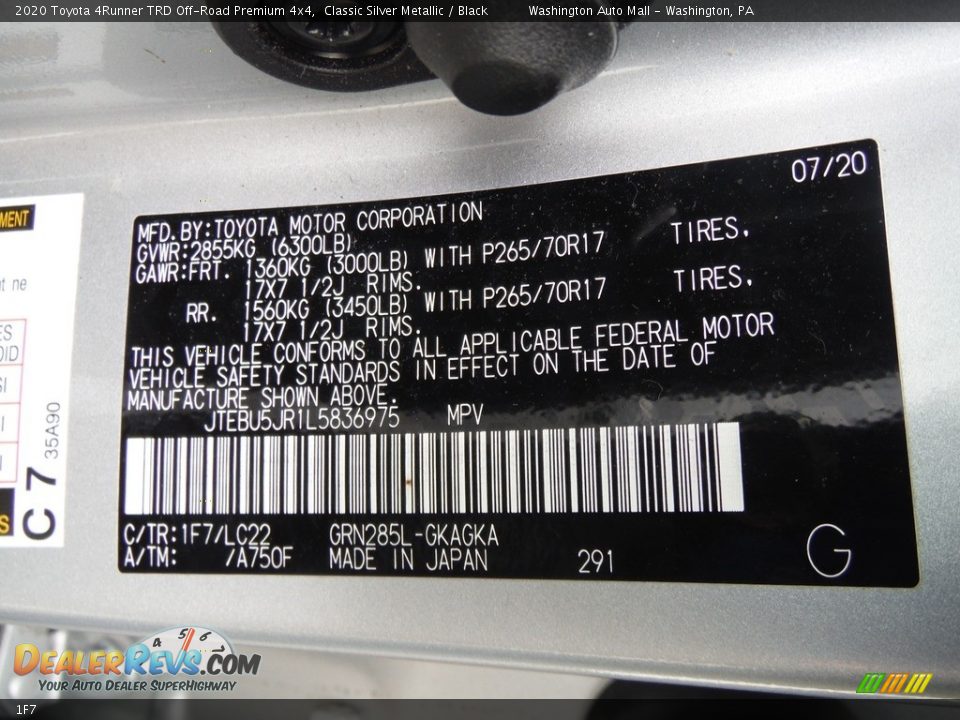 2020 Toyota 4Runner TRD Off-Road Premium 4x4, Classic Silver Metallic / Black Washington Auto Mall - Washington, PA
07/20
MFD.BY:TOYOTA MOTOR CORPORATION
GVWR:2855KG (6300LB)
GAWR:FRT. 1360KG (3000LB) WITH P265/70R17 TIRES,
17X7 1/2J RIMS.
RR. 1560KG (3450LB) WITH P265/70R17 TIRES,
17X7 1/2J RIMS.
THIS VEHICLE CONFORMS TO ALL APPLICABLE FEDERAL MOTOR
VEHICLE SAFETY STANDARDS IN EFFECT ON THE DATE OF
MANUFACTURE SHOWN ABOVE.
JTEBU5JR1L5836975 MPV
C/TR:1F7/LC22 GRN285L-GKAGKA
A/TM: /A750F MADE IN JAPAN 291
G
C7
35A90
ne
4 5 6
DEALERREVS.COM
YOUR AUTO DEALER SUPERHIGHWAY
1F7